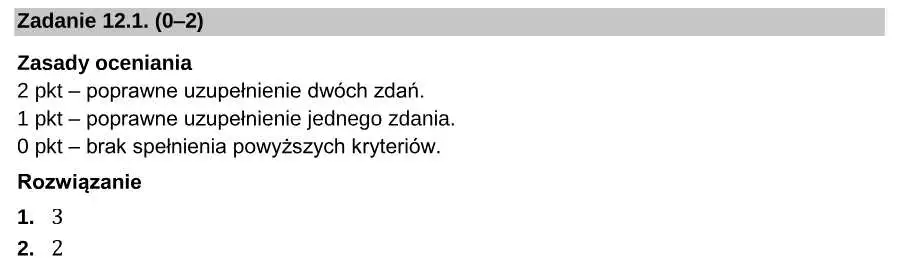 Zadanie 12.1. (0–2)
Zasady oceniania
2 pkt – poprawne uzupełnienie dwóch zdań.
1 pkt – poprawne uzupełnienie jednego zdania.
0 pkt – brak spełnienia powyższych kryteriów.
Rozwiązanie
1. 3
2. 2